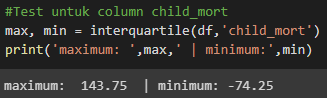 #Test untuk column child_mort
max, min = interquartile(df,'child_mort')
print('maximum: ',max,' | minimum:',min)
maximum:  143.75  | minimum: -74.25